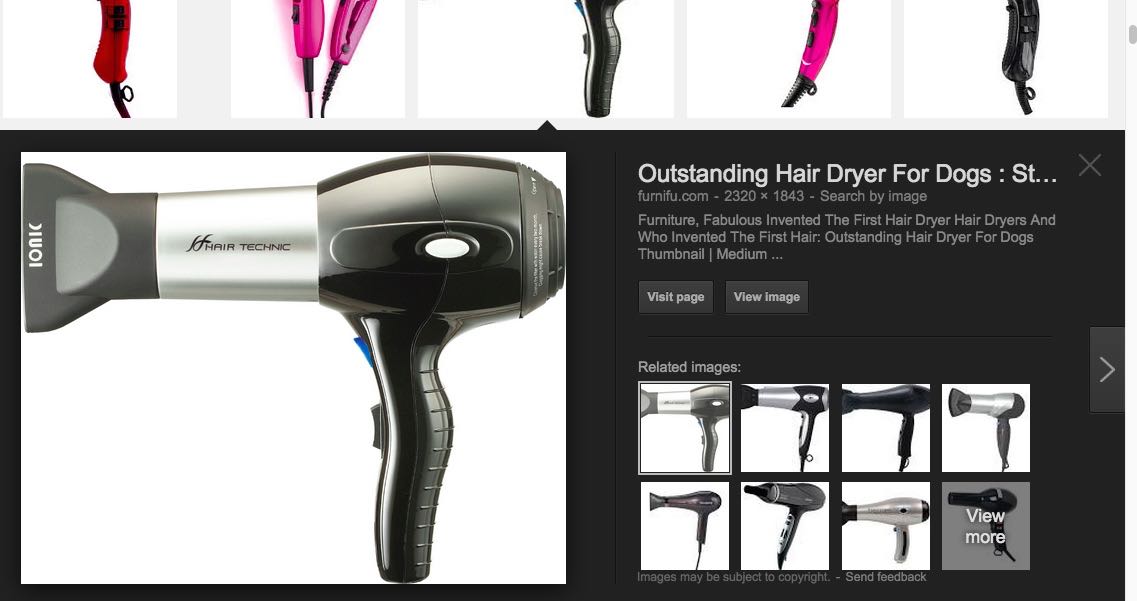 Outstanding Hair Dryer For Dogs : St...
furnifu.com - 2320 × 1843 - Search by image
Furniture, Fabulous Invented The First Hair Dryer Hair Dryers And
Who Invented The First Hair: Outstanding Hair Dryer For Dogs
Thumbnail | Medium ...
Visit page
View image
IONIC
HAIR TECHNIC
Related images:
View
more
Images may be subject to copyright. - Send feedback